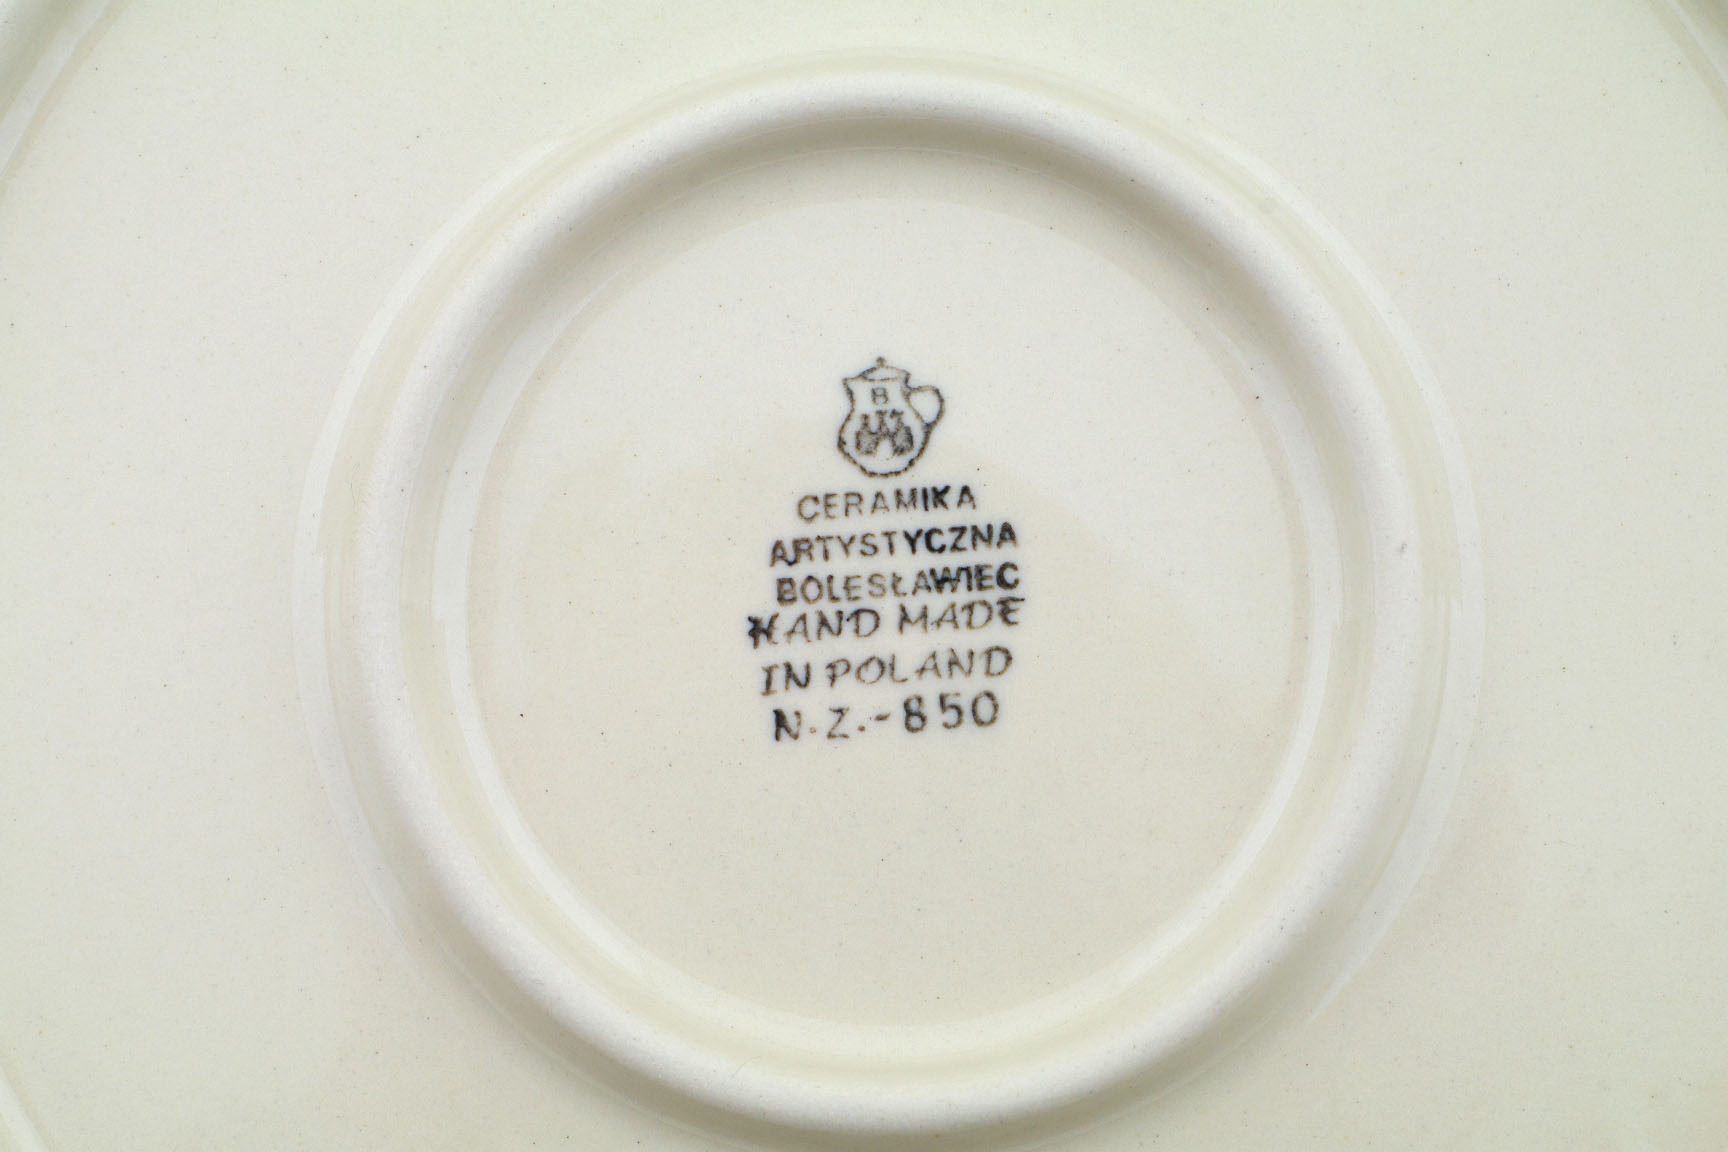 B
CERAMIKA
ARTYSTYCZNA
BOLESŁAWIEC
HAND MADE
IN POLAND
N.Z.-850